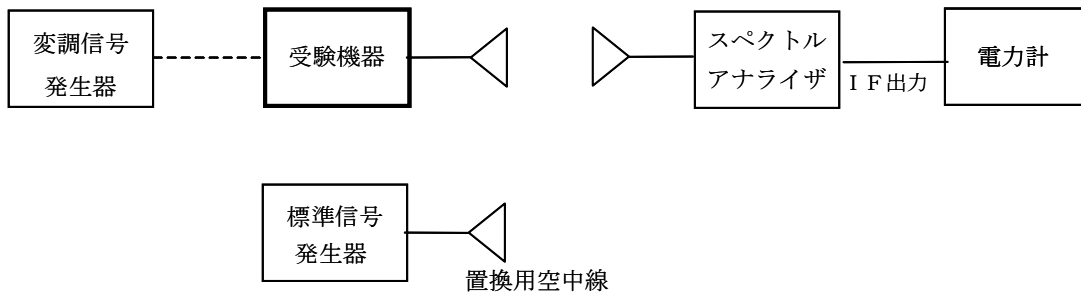 変調信号
発生器
受験機器
スペクトル
アナライザ
ＩＦ出力
電力計
標準信号
発生器
置換用空中線